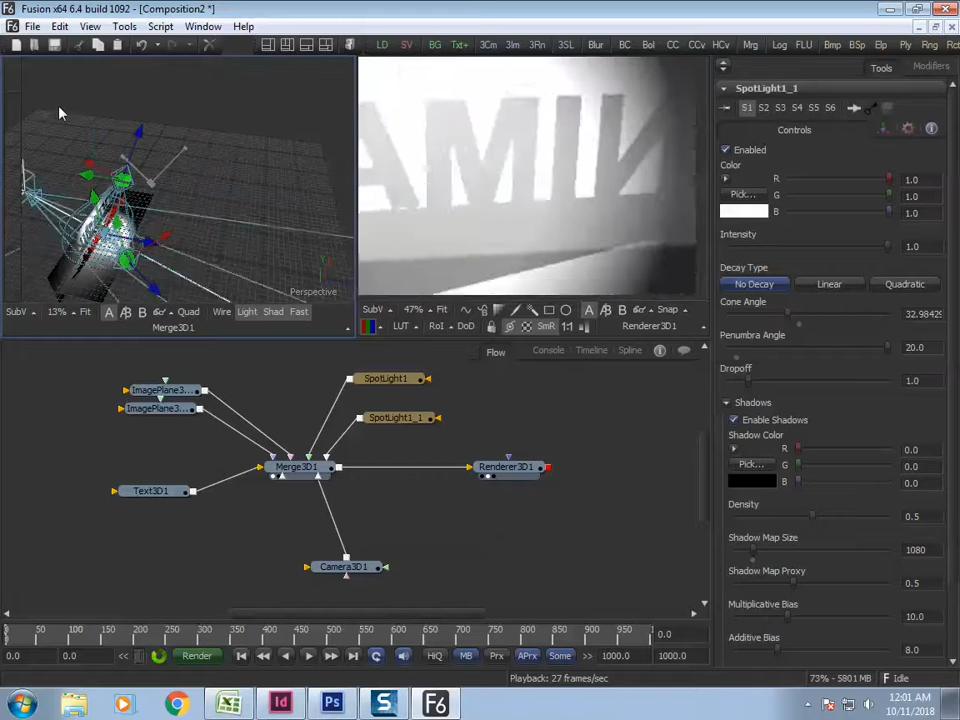 Fusion x64 6.4 build 1092 - [Composition2 *]
File Edit View Tools Script Window Help
LD SV BG Txt+ 3Cm 3Im 3Rn 3SL Blur BC Bol CC CCv HCv Mrg Log FLU Bmp BSp Elp Ply Rng Rct
Tools Modifiers
SpotLight1_1
S1 S2 S3 S4 S5 S6
Controls
Enabled
Color
R 1.0
Pick... G 1.0
B 1.0
Intensity
1.0
Decay Type
No Decay Linear Quadratic
Cone Angle
32.98429
Penumbra Angle
20.0
Dropoff
1.0
Shadows
Enable Shadows
Shadow Color
R 0.0
Pick... G 0.0
B 0.0
Density
0.5
Shadow Map Size
1080
Shadow Map Proxy
0.5
Multiplicative Bias
10.0
Additive Bias
8.0
AMIN
Perspective
SubV 13% Fit A B Quad Wire Light Shad Fast
Merge3D1
SubV 47% Fit A B Snap
LUT RoI DoD SmR 1:1 Renderer3D1
Flow Console Timeline Spline
ImagePlane3...
ImagePlane3...
SpotLight1
SpotLight1_1
Merge3D1
Renderer3D1
Text3D1
Camera3D1
50 100 150 200 250 300 350 400 450 500 550 600 650 700 750 800 850 900 950 0.0
0.0 0.0 << Render HiQ MB Prx APrx Some >> 1000.0 1000.0
Playback: 27 frames/sec 73% - 5801 MB Idle
12:01 AM
10/11/2018